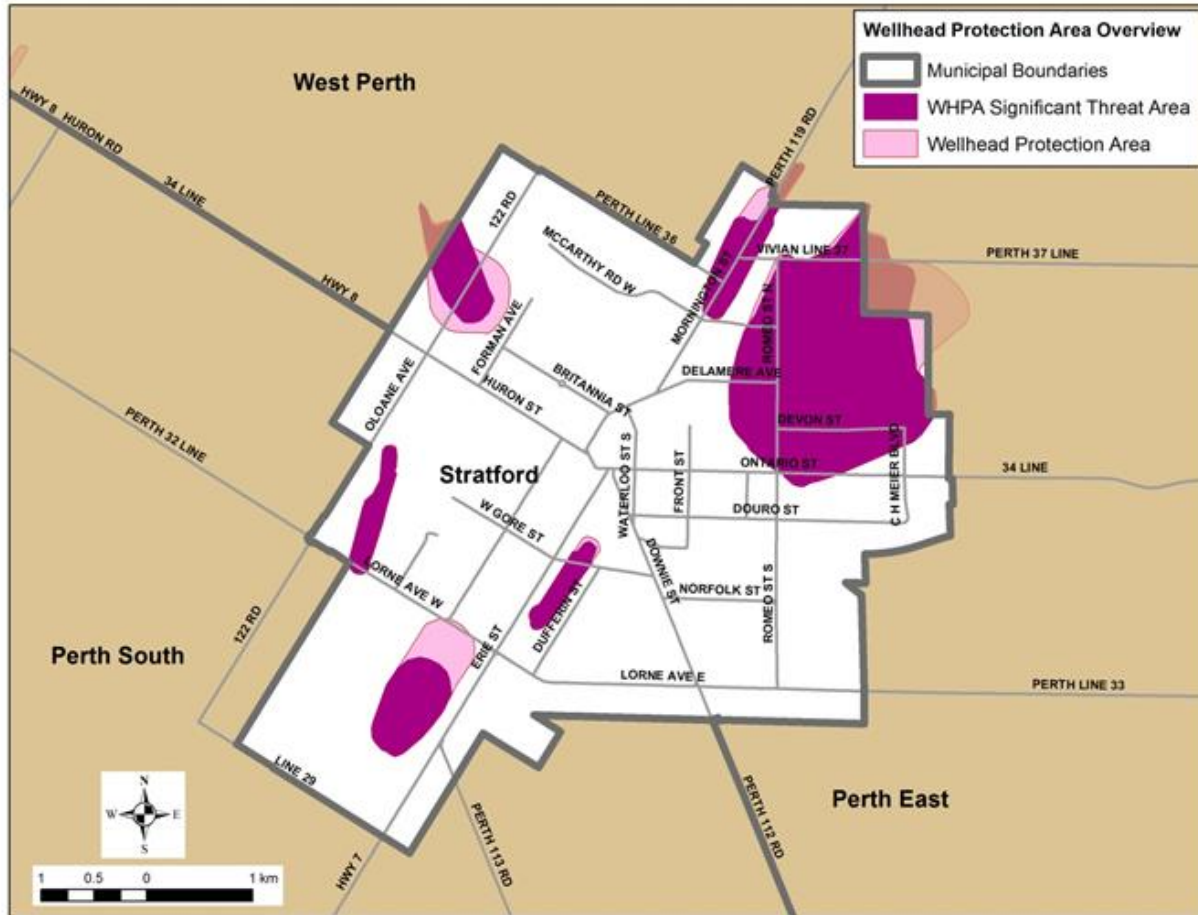 Wellhead Protection Area Overview
Municipal Boundaries
WHPA Significant Threat Area
Wellhead Protection Area
West Perth
HWY 8 HURON RD
34 LINE
HWY 8
122 RD
PERTH LINE 36
PERTH 119 RD
MCCARTHY RD W
MORNINGTON ST
VIVIAN LINE 37
PERTH 37 LINE
ROMEO ST N
FORMAN AVE
BRITANNIA ST
DELAMERE AVE
OLOANE AVE
HURON ST
DEVON ST
PERTH 32 LINE
Stratford
WATERLOO ST S
FRONT ST
ONTARIO ST
C H MEIER BLVD
34 LINE
W GORE ST
DOURO ST
DOWNIE ST
NORFOLK ST
ROMEO ST S
LORNE AVE W
DUFFERIN ST
122 RD
ERIE ST
Perth South
LORNE AVE E
PERTH LINE 33
LINE 29
Perth East
PERTH 112 RD
PERTH 113 RD
HWY 7
N
W E
S
1 0.5 0 1 km